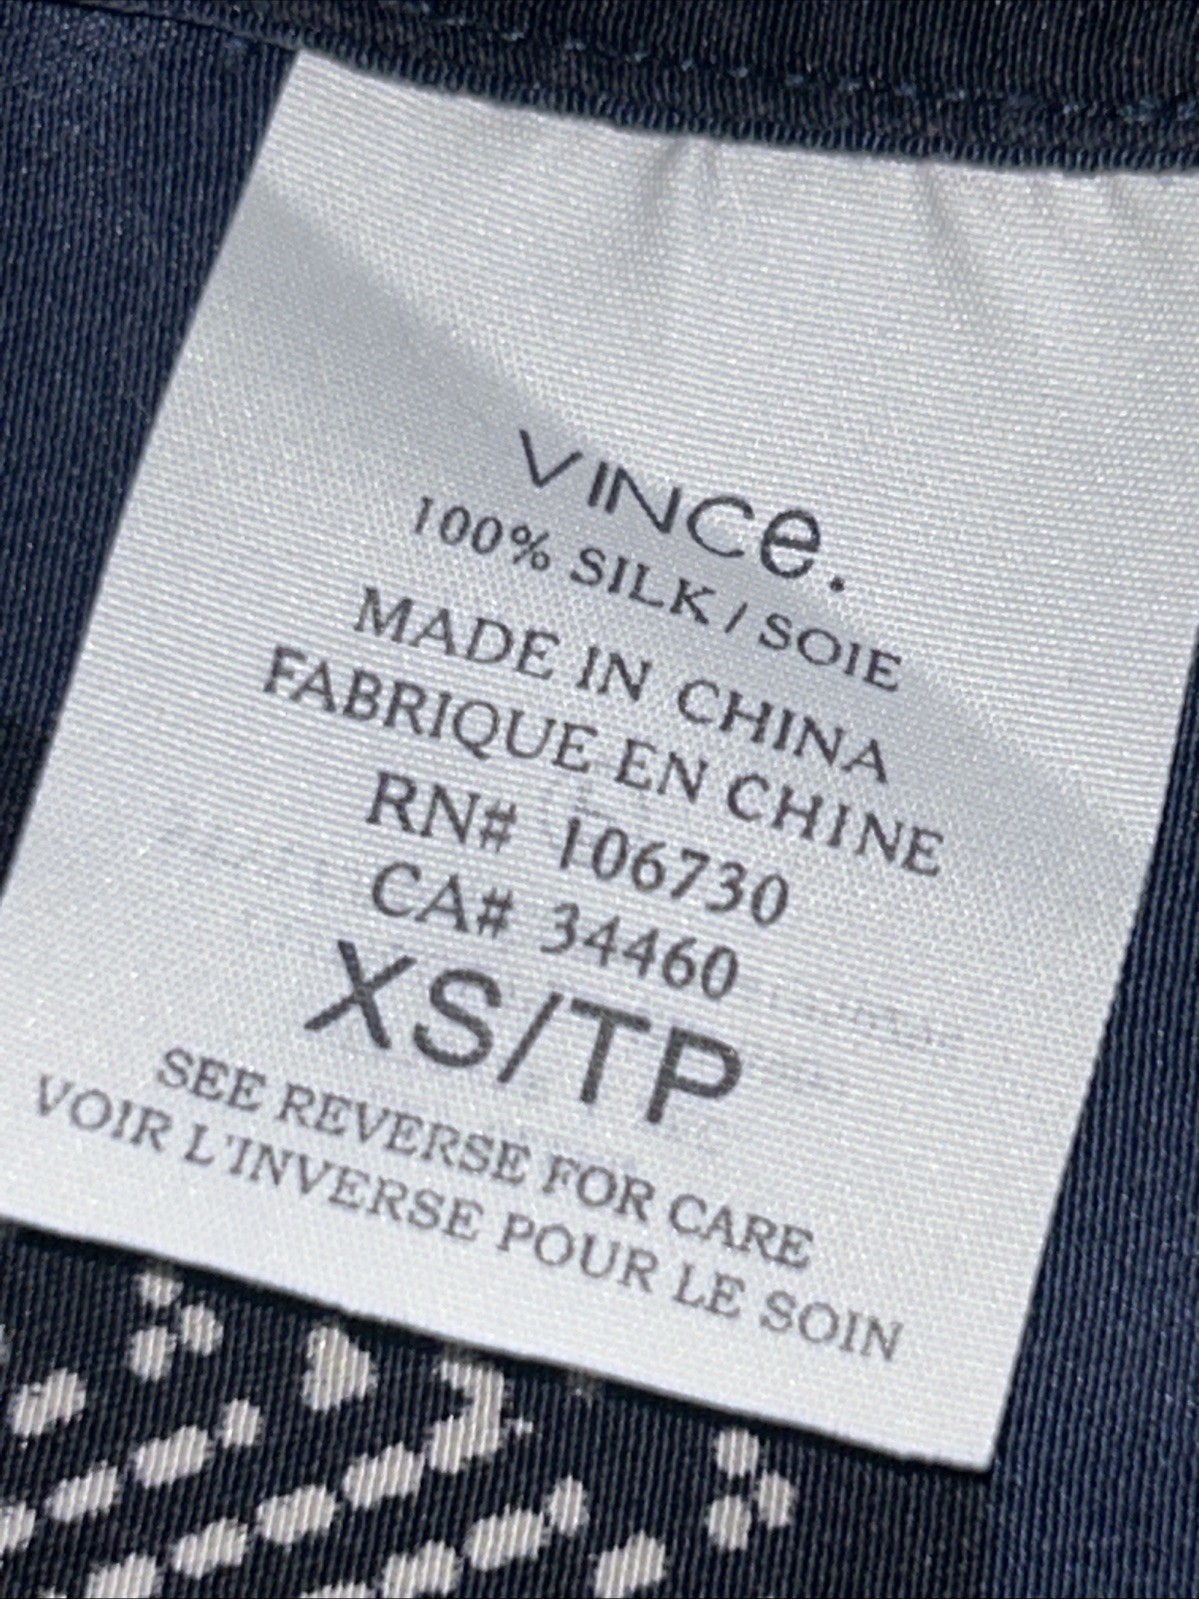 VINCe.
100% SILK / SOIE
MADE IN CHINA
FABRIQUE EN CHINE
RN# 106730
CA# 34460
XS/TP
SEE REVERSE FOR CARE
VOIR L'INVERSE POUR LE SOIN